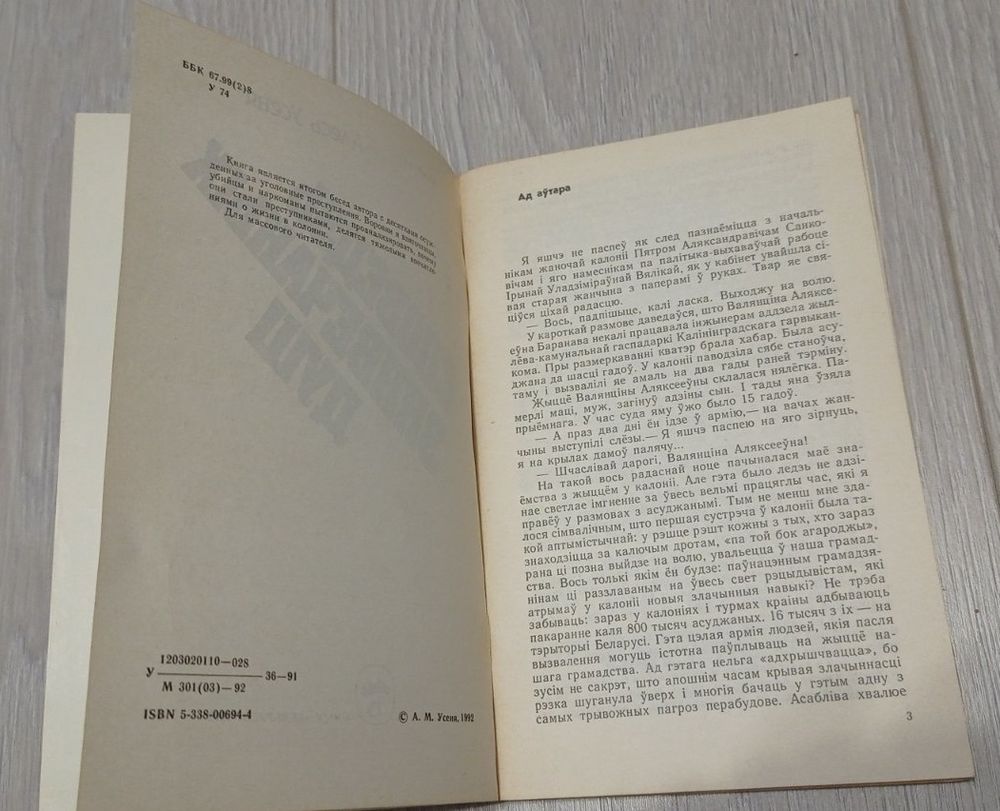 ББК 67.99(2)8
У 74
Книга является итогом бесед автора с десятками осуж-
денных за уголовные преступления. Воровки и взяточницы,
убийцы и наркоманы пытаются проанализировать, почему
они стали преступниками, делятся тяжелыми впечатле-
ниями о жизни в колонии.
Для массового читателя.
У 1203020110—028
М 301(03)—92
36—91
ISBN 5-338-00694-4
© А. М. Усеня, 1992
Ад аўтара
Я яшчэ не паспеў як след пазнаёміцца з началь-
нікам жаночай калоніі Пятром Аляксандравічам Санко-
вічам і яго намеснікам па палітыка-выхаваўчай рабоце
Ірынай Уладзіміраўнай Вялікай, як у кабінет увайшла сі-
вая старая жанчына з паперамі ў руках. Твар яе свя-
ціўся ціхай радасцю.
— Вось, падпішыце, калі ласка. Выходжу на волю.
У кароткай размове даведаўся, што Валянціна Аляксе-
еўна Баранава некалі працавала інжынерам аддзела жыл-
лёва-камунальнай гаспадаркі Калінінградскага гарвыкан-
кома. Пры размеркаванні кватэр брала хабар. Была асу-
джана да шасці гадоў. У калоніі паводзіла сябе станоўча,
таму і вызвалілі яе амаль на два гады раней тэрміну.
Жыццё Валянціны Аляксееўны склалася нялёгка. Па-
мерлі маці, муж, загінуў адзіны сын. І тады яна ўзяла
прыёмнага. У час суда яму ўжо было 15 гадоў.
— А праз два дні ён ідзе ў армію,— на вачах жан-
чыны выступілі слёзы.— Я яшчэ паспею на яго зірнуць,
я на крылах дамоў палячу...
— Шчаслівай дарогі, Валянціна Аляксееўна!
На такой вось радаснай ноце пачыналася маё зна-
ёмства з жыццём у калоніі. Але гэта было ледзь не адзі-
нае светлае імгненне за ўвесь вельмі працяглы час, які я
правёў у размовах з асуджанымі. Тым не менш мне зда-
лося сімвалічным, што першая сустрэча ў калоніі была та-
кой аптымістычнай: у рэшце рэшт кожны з тых, хто зараз
знаходзіцца за калючым дротам, «па той бок агароджы»,
рана ці позна выйдзе на волю, увальецца ў наша грамад-
ства. Вось толькі якім ён будзе: паўнацэнным грамадзя-
нінам ці раззлаваным на ўвесь свет рэцыдывістам, які
атрымаў у калоніі новыя злачынныя навыкі? Не трэба
забываць: зараз у калоніях і турмах краіны адбываюць
пакаранне каля 800 тысяч асуджаных. 16 тысяч з іх — на
тэрыторыі Беларусі. Гэта цэлая армія людзей, якія пасля
вызвалення могуць істотна паўплываць на жыццё на-
шага грамадства. Ад гэтага нельга «адхрышчвацца», бо
зусім не сакрэт, што апошнім часам крывая злачыннасці
рэзка шуганула ўверх і многія бачаць у гэтым адну з
самых трывожных пагроз перабудове. Асабліва хвалюе
3